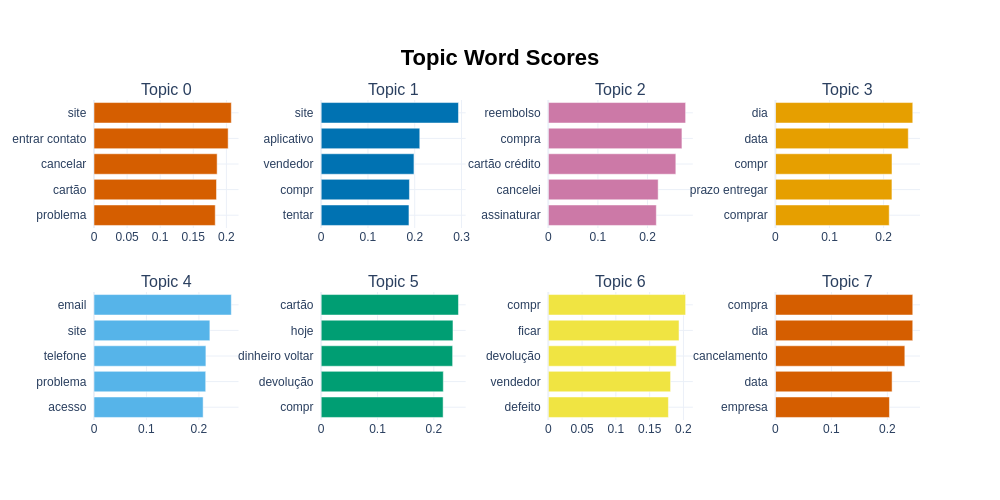 Topic Word Scores
Topic 0
site
entrar contato
cancelar
cartão
problema
0 0.05 0.1 0.15 0.2
Topic 1
site
aplicativo
vendedor
compr
tentar
0 0.1 0.2 0.3
Topic 2
reembolso
compra
cartão crédito
cancelei
assinaturar
0 0.1 0.2
Topic 3
dia
data
compr
prazo entregar
comprar
0 0.1 0.2
Topic 4
email
site
telefone
problema
acesso
0 0.1 0.2
Topic 5
cartão
hoje
dinheiro voltar
devolução
compr
0 0.1 0.2
Topic 6
compr
ficar
devolução
vendedor
defeito
0 0.05 0.1 0.15 0.2
Topic 7
compra
dia
cancelamento
data
empresa
0 0.1 0.2